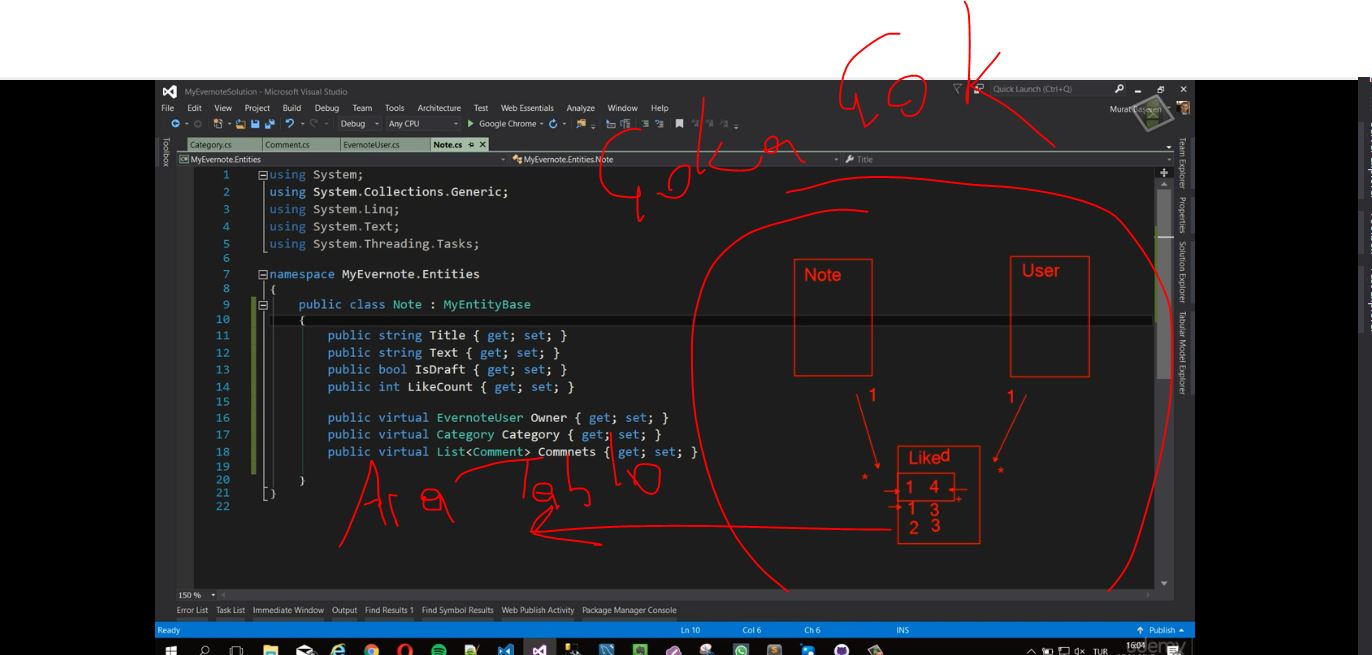 Çoka Çok
MyEvernoteSolution - Microsoft Visual Studio
Quick Launch (Ctrl+Q)
File Edit View Project Build Debug Team Tools Architecture Test Web Essentials Analyze Window Help
Murat
Debug Any CPU Google Chrome
Category.cs Comment.cs EvernoteUser.cs Note.cs
MyEvernote.Entities MyEvernote.Entities.Note Title
Toolbox
Team Explorer
Properties
Solution Explorer
Tabular Model Explorer
1 using System;
2 using System.Collections.Generic;
3 using System.Linq;
4 using System.Text;
5 using System.Threading.Tasks;
6
7 namespace MyEvernote.Entities
8 {
9 public class Note : MyEntityBase
10 {
11 public string Title { get; set; }
12 public string Text { get; set; }
13 public bool IsDraft { get; set; }
14 public int LikeCount { get; set; }
15
16 public virtual EvernoteUser Owner { get; set; }
17 public virtual Category Category { get; set; }
18 public virtual List<Comment> Commnets { get; set; }
19
20 }
21 }
22
Note User
1 1
* *
Liked
1 4
1 3
2 3
Ara Tablo
150 %
Error List Task List Immediate Window Output Find Results 1 Find Symbol Results Web Publish Activity Package Manager Console
Ready Ln 10 Col 6 Ch 6 INS Publish
TUR 16:04
udemy